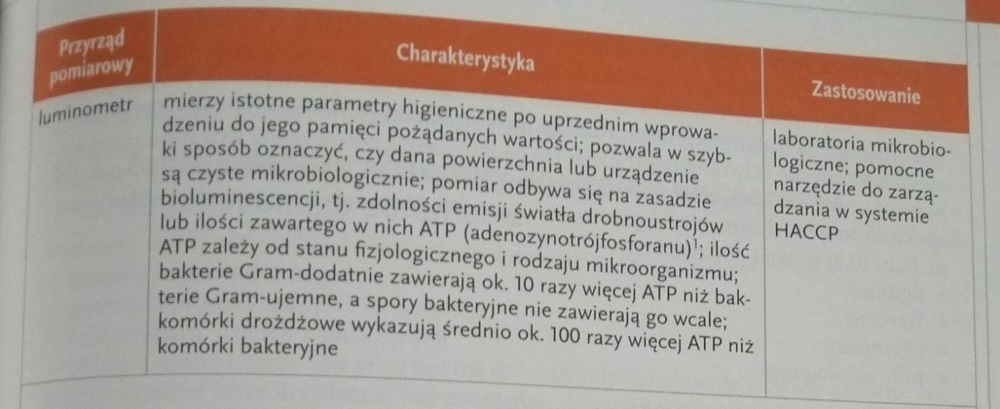 Przyrząd
pomiarowy
Charakterystyka
Zastosowanie
luminometr
mierzy istotne parametry higieniczne po uprzednim wprowa-
dzeniu do jego pamięci pożądanych wartości; pozwala w szyb-
ki sposób oznaczyć, czy dana powierzchnia lub urządzenie
są czyste mikrobiologicznie; pomiar odbywa się na zasadzie
bioluminescencji, tj. zdolności emisji światła drobnoustrojów
lub ilości zawartego w nich ATP (adenozynotrójfosforanu)¹; ilość
ATP zależy od stanu fizjologicznego i rodzaju mikroorganizmu;
bakterie Gram-dodatnie zawierają ok. 10 razy więcej ATP niż bak-
terie Gram-ujemne, a spory bakteryjne nie zawierają go wcale;
komórki drożdżowe wykazują średnio ok. 100 razy więcej ATP niż
komórki bakteryjne
laboratoria mikrobio-
logiczne; pomocne
narzędzie do zarzą-
dzania w systemie
HACCP